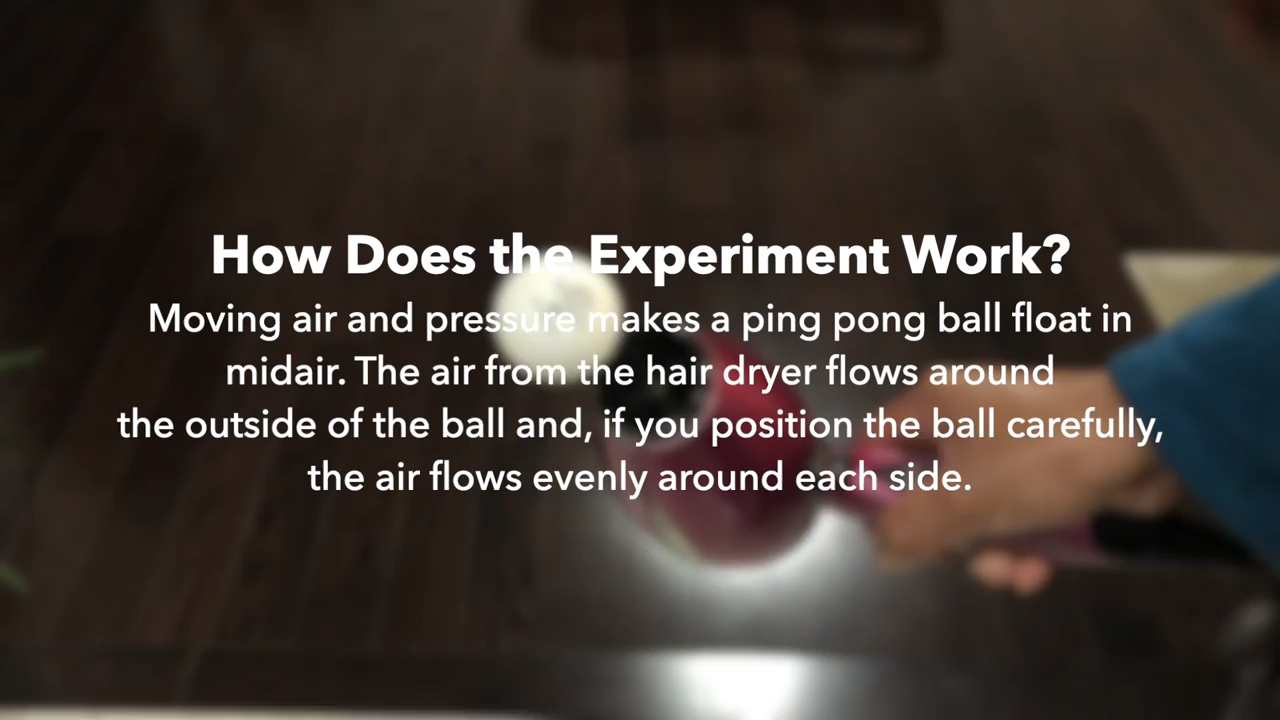 How Does the Experiment Work?
Moving air and pressure makes a ping pong ball float in
midair. The air from the hair dryer flows around
the outside of the ball and, if you position the ball carefully,
the air flows evenly around each side.